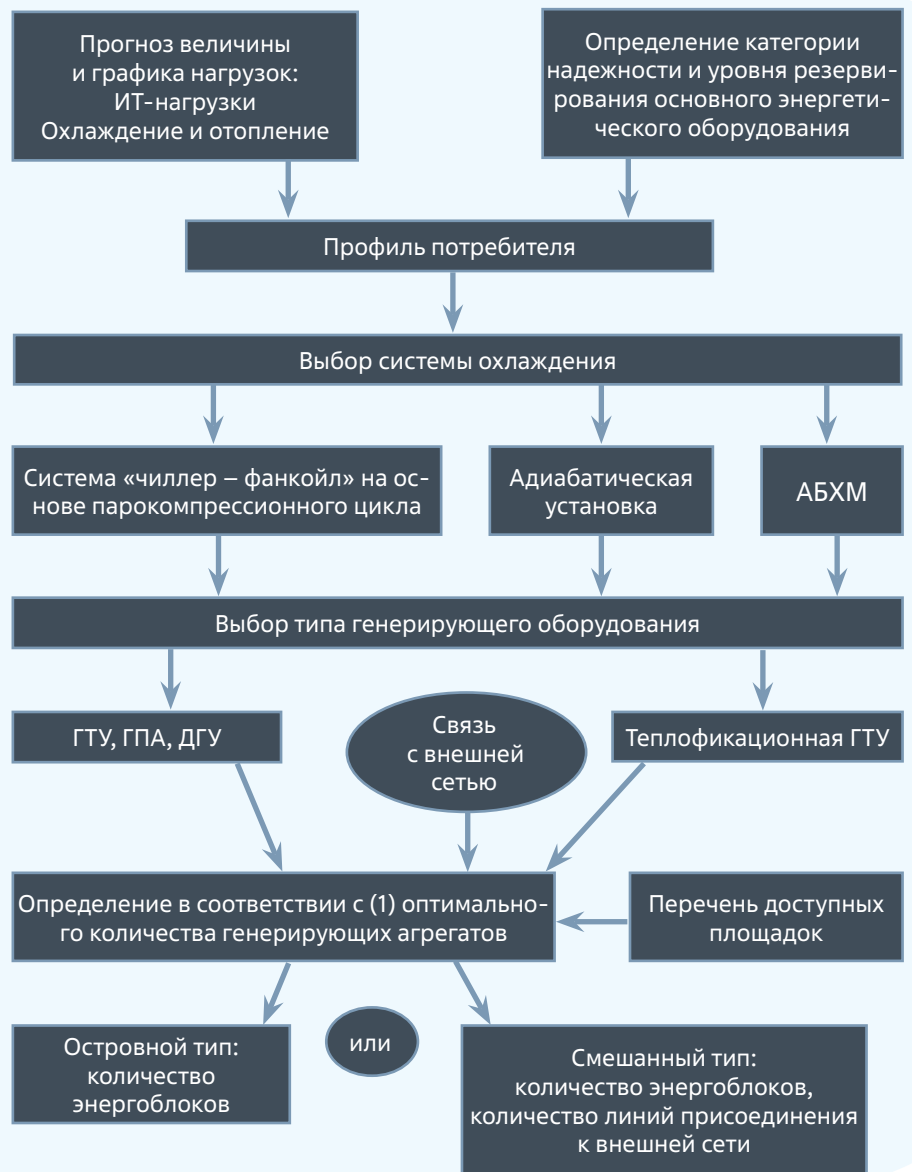 Прогноз величины
и графика нагрузок:
ИТ-нагрузки
Охлаждение и отопление
Определение категории
надежности и уровня резерви-
рования основного энергети-
ческого оборудования
Профиль потребителя
Выбор системы охлаждения
Система «чиллер – фанкойл» на ос-
нове парокомпрессионного цикла
Адиабатическая
установка
АБХМ
Выбор типа генерирующего оборудования
ГТУ, ГПА, ДГУ
Связь
с внешней
сетью
Теплофикационная ГТУ
Определение в соответствии с (1) оптимально-
го количества генерирующих агрегатов
Перечень доступных
площадок
Островной тип:
количество
энергоблоков
или
Смешанный тип:
количество энергоблоков,
количество линий присоединения
к внешней сети